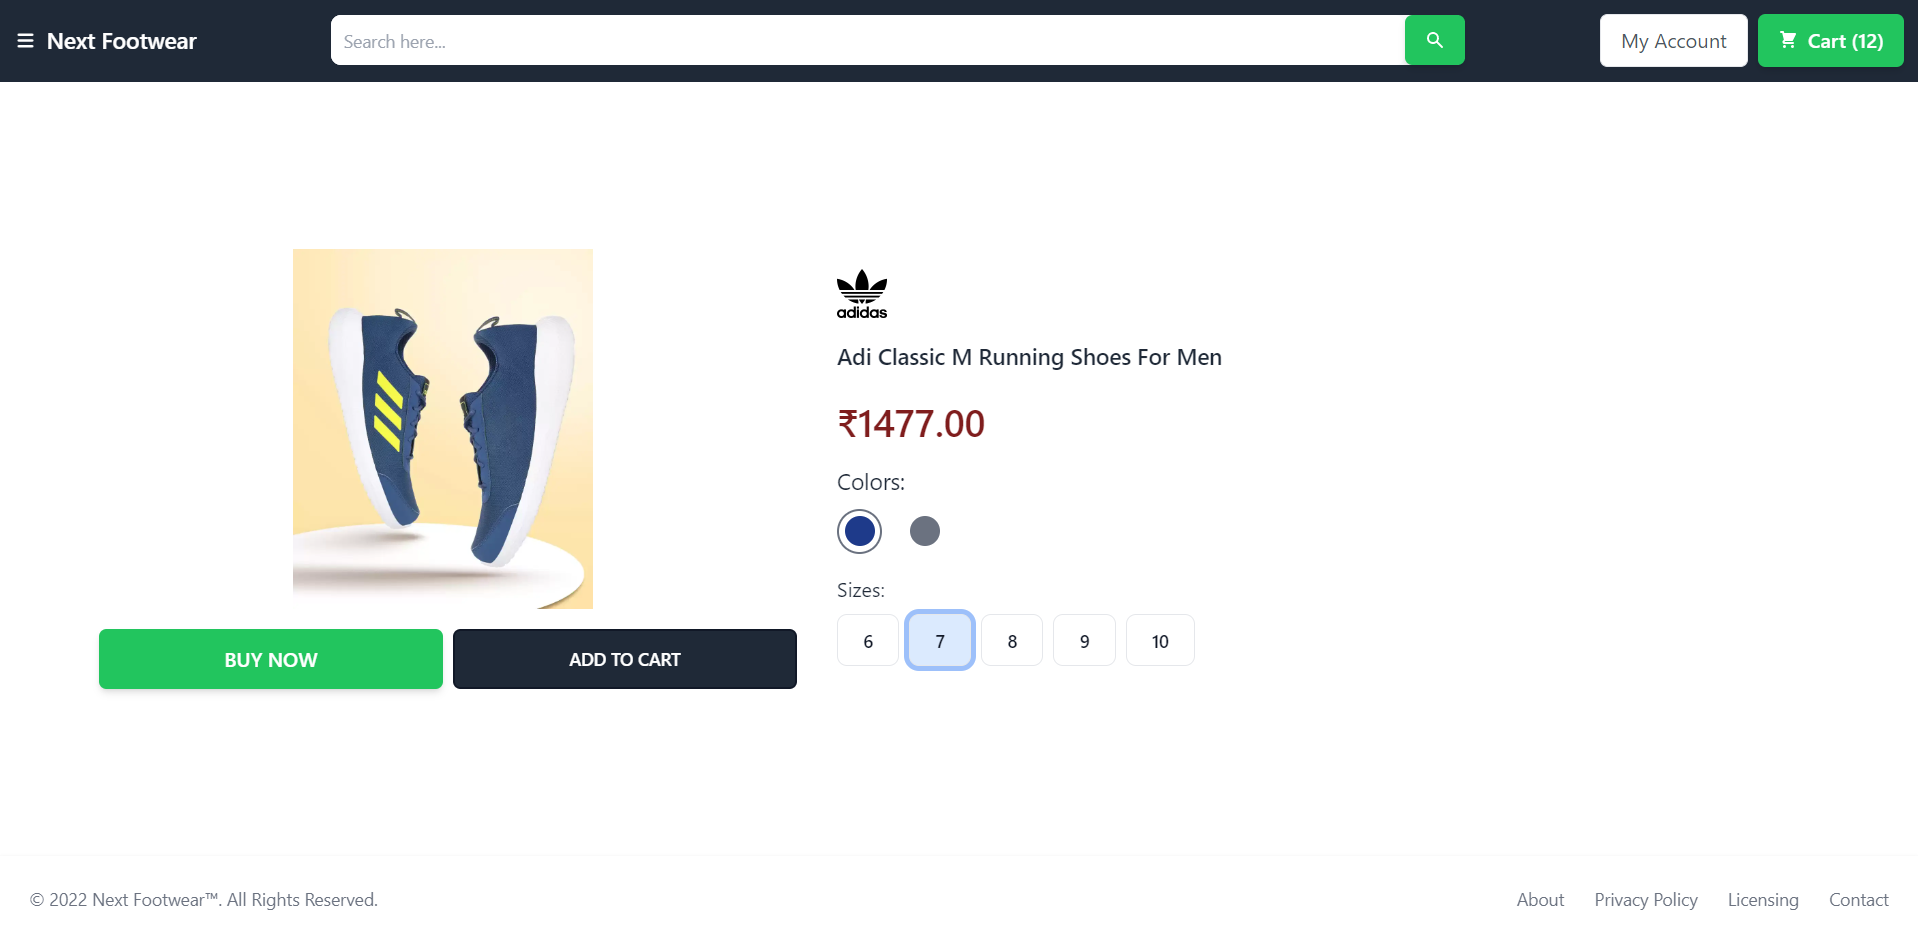 Next Footwear
Search here...
My Account
Cart (12)
adidas
Adi Classic M Running Shoes For Men
₹1477.00
Colors:
Sizes:
6 7 8 9 10
BUY NOW
ADD TO CART
© 2022 Next Footwear™. All Rights Reserved.
About Privacy Policy Licensing Contact